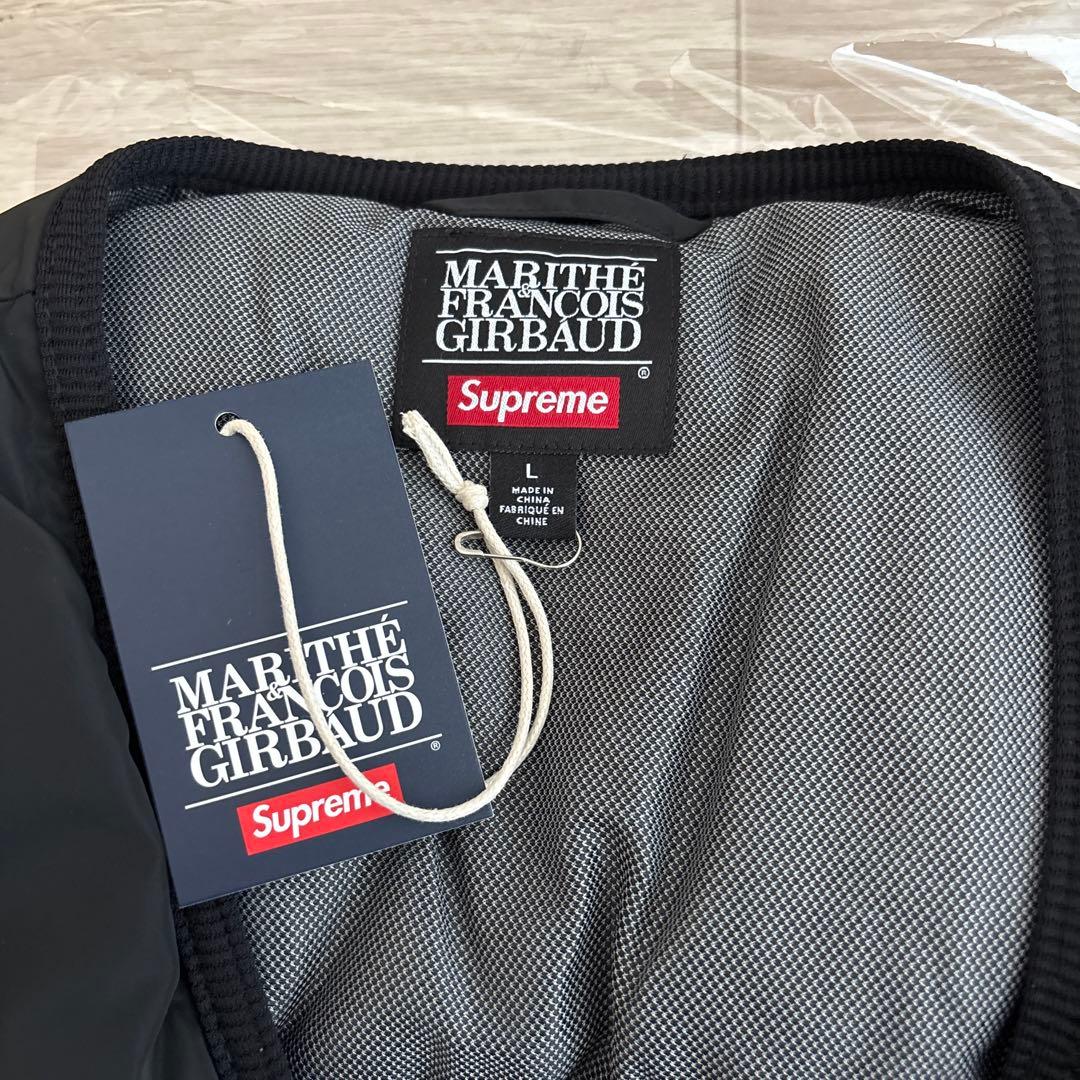 MARITHÉ
&
FRANCOIS
GIRBAUD
®
Supreme
L
MADE IN
CHINA
FABRIQUÉ EN
CHINE
MARITHÉ
&
FRANCOIS
GIRBAUD
®
Supreme